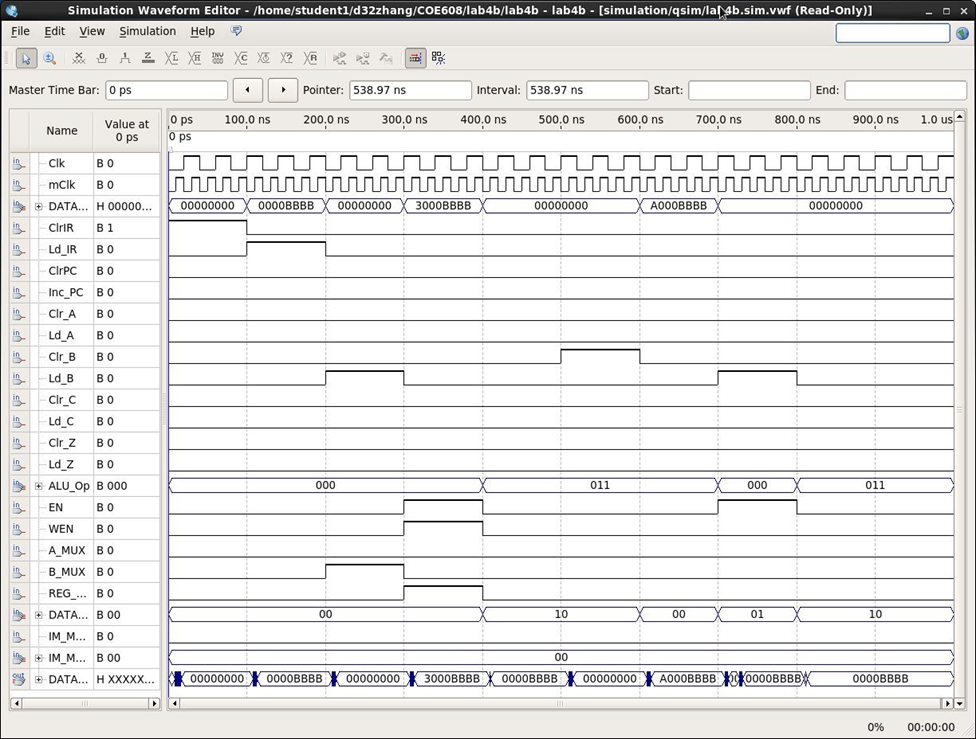 Simulation Waveform Editor - /home/student1/d32zhang/COE608/lab4b/lab4b - lab4b - [simulation/qsim/lab4b.sim.vwf (Read-Only)]
File Edit View Simulation Help
Master Time Bar: 0 ps Pointer: 538.97 ns Interval: 538.97 ns Start: End:
Name Value at 0 ps 0 ps 100.0 ns 200.0 ns 300.0 ns 400.0 ns 500.0 ns 600.0 ns 700.0 ns 800.0 ns 900.0 ns 1.0 us
0 ps
Clk B 0
mClk B 0
DATA... H 00000... 00000000 0000BBBB 00000000 3000BBBB 00000000 A000BBBB 00000000
ClrIR B 1
Ld_IR B 0
ClrPC B 0
Inc_PC B 0
Clr_A B 0
Ld_A B 0
Clr_B B 0
Ld_B B 0
Clr_C B 0
Ld_C B 0
Clr_Z B 0
Ld_Z B 0
ALU_Op B 000 000 011 000 011
EN B 0
WEN B 0
A_MUX B 0
B_MUX B 0
REG_... B 0
DATA... B 00 00 10 00 01 10
IM_M... B 0
IM_M... B 00 00
DATA... H XXXXX... 00000000 0000BBBB 00000000 3000BBBB 0000BBBB 00000000 A000BBBB 0000BBBB 0000BBBB
0% 00:00:00